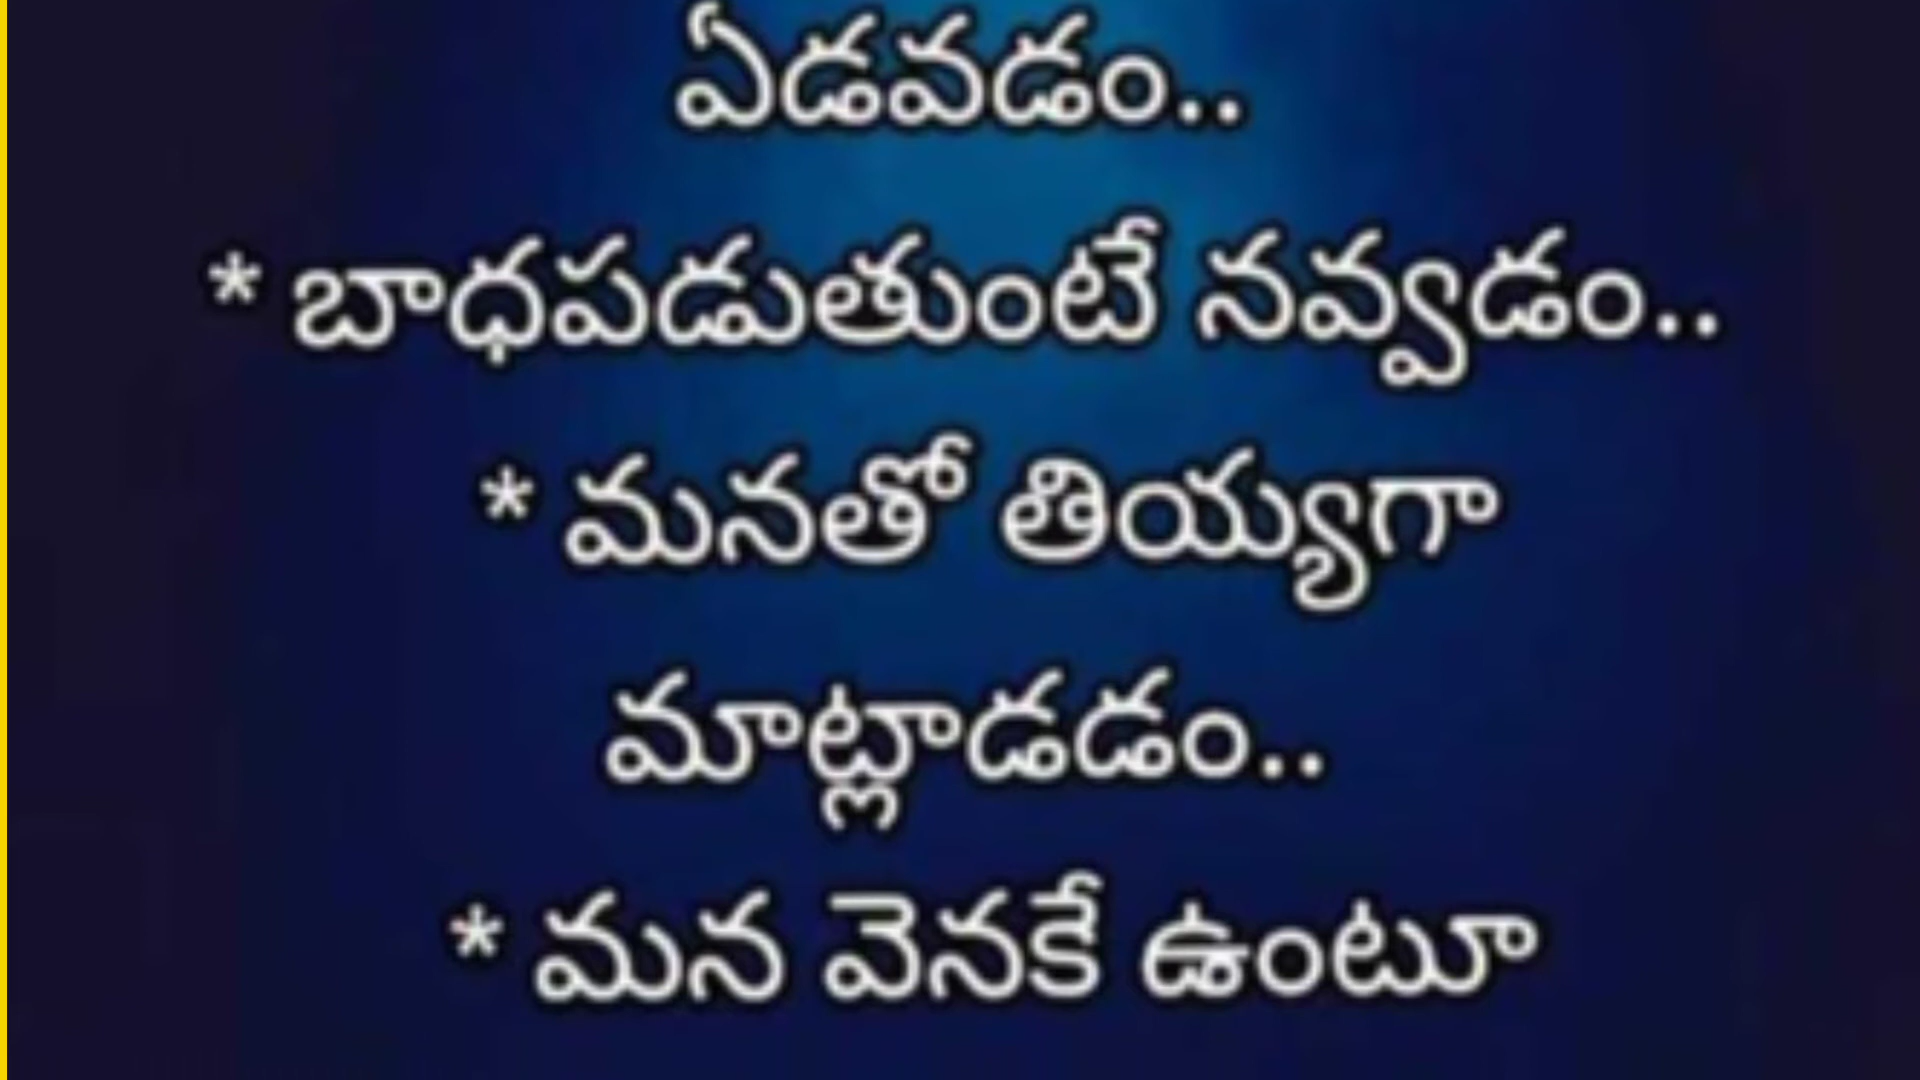 ఏడవడం..
* బాధపడుతుంటే నవ్వడం..
* మనతో తియ్యగా
మాట్లాడడం..
* మన వెనకే ఉంటూ